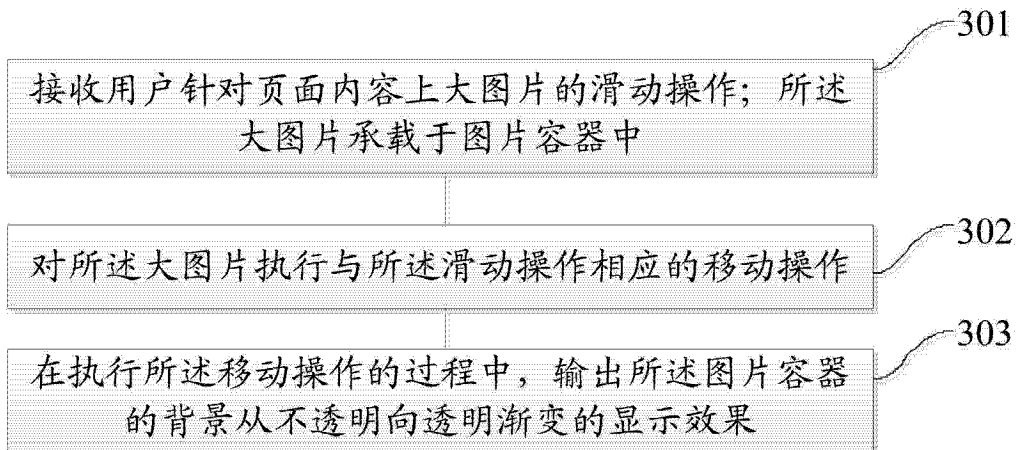 301
接收用户针对页面内容上大图片的滑动操作；所述
大图片承载于图片容器中
302
对所述大图片执行与所述滑动操作相应的移动操作
303
在执行所述移动操作的过程中，输出所述图片容器
的背景从不透明向透明渐变的显示效果